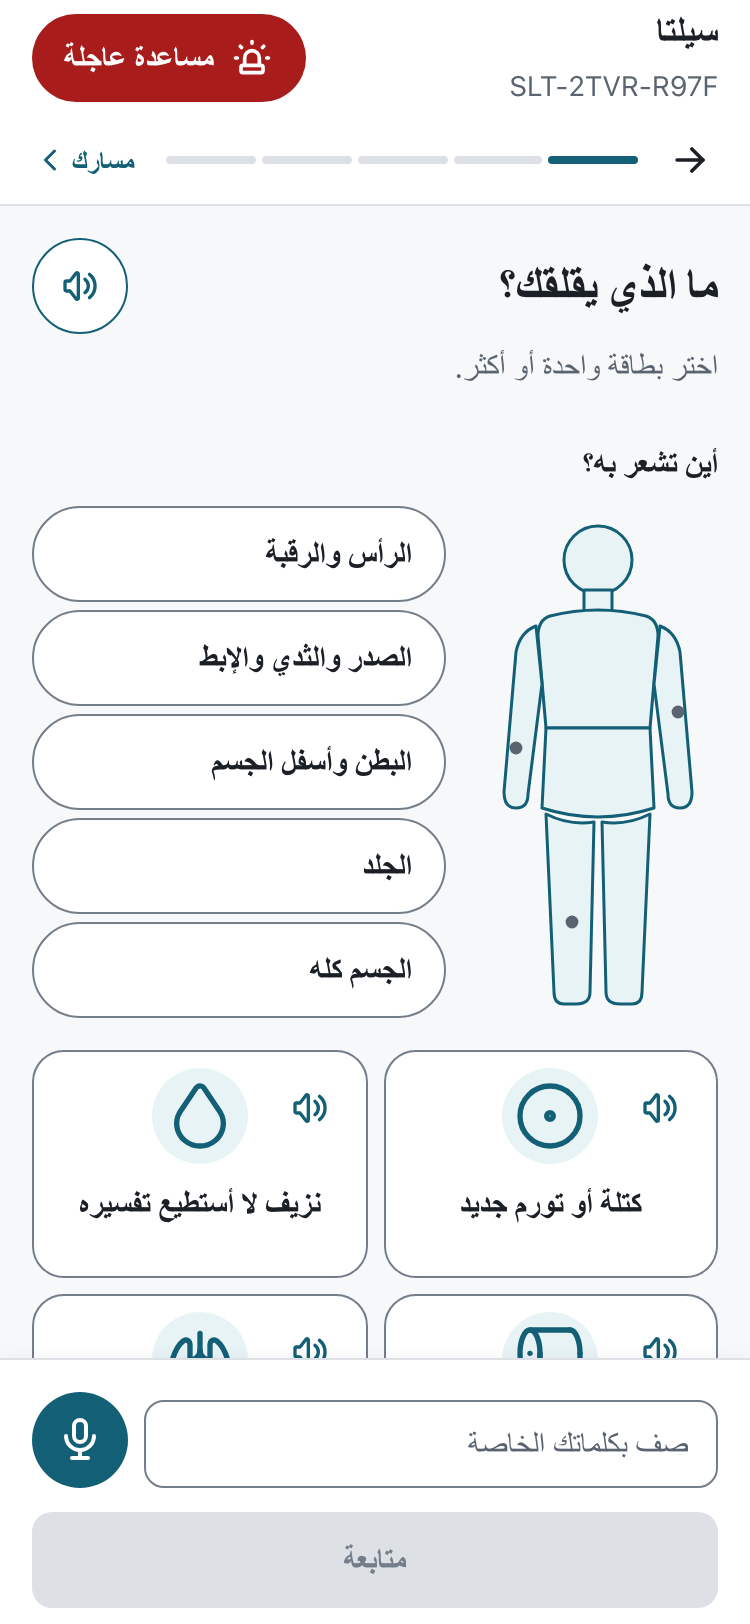 سيلتا
مساعدة عاجلة
SLT-2TVR-R97F
مسارك
ما الذي يقلقك؟
اختر بطاقة واحدة أو أكثر.
أين تشعر به؟
الرأس والرقبة
الصدر والثدي والإبط
البطن وأسفل الجسم
الجلد
الجسم كله
كتلة أو تورم جديد
نزيف لا أستطيع تفسيره
صف بكلماتك الخاصة
متابعة